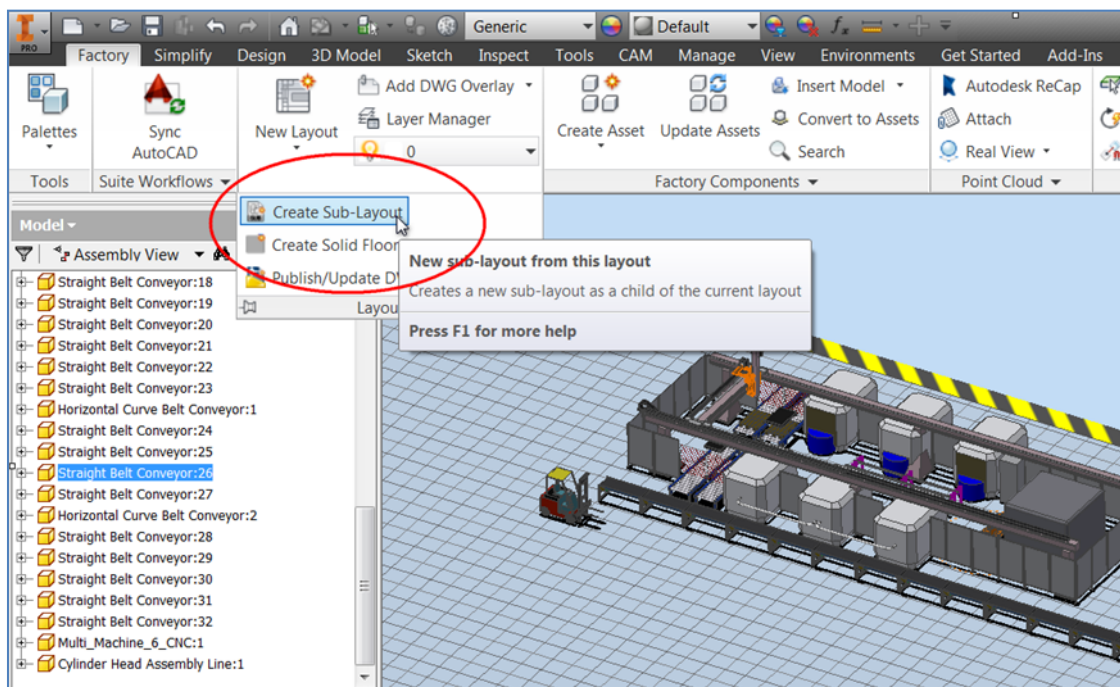 PRO
Generic
Default
fx
Factory Simplify Design 3D Model Sketch Inspect Tools CAM Manage View Environments Get Started Add-Ins
Palettes
Sync
AutoCAD
New Layout
Add DWG Overlay
Layer Manager
0
Create Asset
Update Assets
Insert Model
Convert to Assets
Search
Autodesk ReCap
Attach
Real View
Tools
Suite Workflows
Factory Components
Point Cloud
Create Sub-Layout
Create Solid Floor
Publish/Update
Layou
New sub-layout from this layout
Creates a new sub-layout as a child of the current layout
Press F1 for more help
Model
Assembly View
Straight Belt Conveyor:18
Straight Belt Conveyor:19
Straight Belt Conveyor:20
Straight Belt Conveyor:21
Straight Belt Conveyor:22
Straight Belt Conveyor:23
Horizontal Curve Belt Conveyor:1
Straight Belt Conveyor:24
Straight Belt Conveyor:25
Straight Belt Conveyor:26
Straight Belt Conveyor:27
Horizontal Curve Belt Conveyor:2
Straight Belt Conveyor:28
Straight Belt Conveyor:29
Straight Belt Conveyor:30
Straight Belt Conveyor:31
Straight Belt Conveyor:32
Multi_Machine_6_CNC:1
Cylinder Head Assembly Line:1